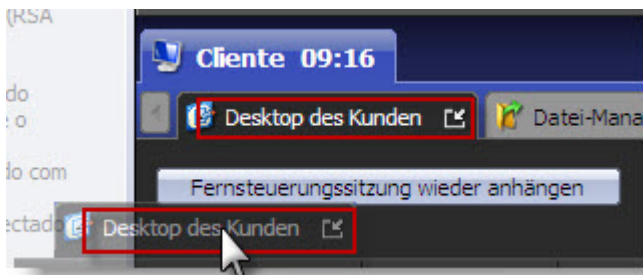 (RSA
Cliente 09:16
do
o
Desktop des Kunden
Datei-Mana
do com
Fernsteuerungssitzung wieder anhängen
ectado
Desktop des Kunden